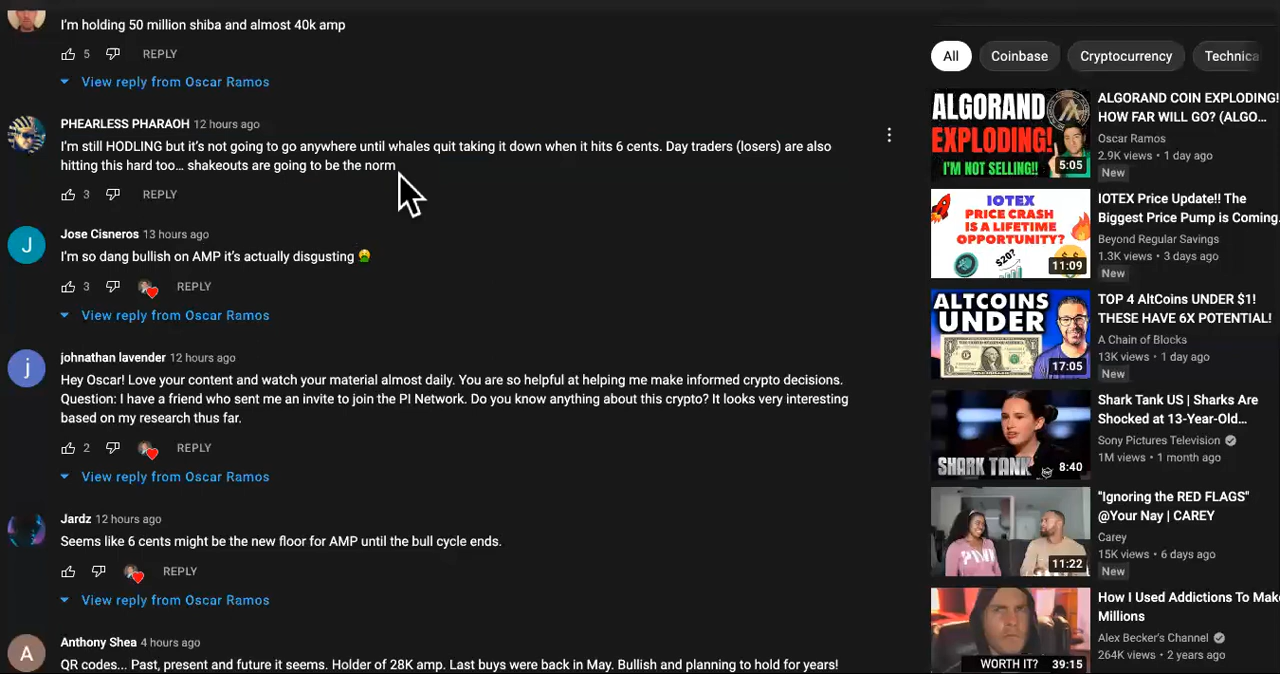 I'm holding 50 million shiba and almost 40k amp
5
REPLY
View reply from Oscar Ramos
PHEARLESS PHARAOH 12 hours ago
I'm still HODLING but it's not going to go anywhere until whales quit taking it down when it hits 6 cents. Day traders (losers) are also
hitting this hard too... shakeouts are going to be the norm
3
REPLY
Jose Cisneros 13 hours ago
I'm so dang bullish on AMP it's actually disgusting 🤮
3
REPLY
View reply from Oscar Ramos
J
johnathan lavender 12 hours ago
Hey Oscar! Love your content and watch your material almost daily. You are so helpful at helping me make informed crypto decisions.
Question: I have a friend who sent me an invite to join the PI Network. Do you know anything about this crypto? It looks very interesting
based on my research thus far.
2
REPLY
View reply from Oscar Ramos
j
Jardz 12 hours ago
Seems like 6 cents might be the new floor for AMP until the bull cycle ends.
REPLY
View reply from Oscar Ramos
Anthony Shea 4 hours ago
QR codes... Past, present and future it seems. Holder of 28K amp. Last buys were back in May. Bullish and planning to hold for years!
A
All
Coinbase
Cryptocurrency
Technica
ALGORAND
EXPLODING!
I'M NOT SELLING!
5:05
ALGORAND COIN EXPLODING!
HOW FAR WILL GO? (ALGO...
Oscar Ramos
2.9K views • 1 day ago
New
IOTEX
PRICE CRASH
IS A LIFETIME
OPPORTUNITY?
$20?
11:09
IOTEX Price Update!! The
Biggest Price Pump is Coming
Beyond Regular Savings
1.3K views • 3 days ago
New
ALTCOINS
UNDER
17:05
TOP 4 AltCoins UNDER $1!
THESE HAVE 6X POTENTIAL!
A Chain of Blocks
13K views • 1 day ago
New
SHARK TANK
8:40
Shark Tank US | Sharks Are
Shocked at 13-Year-Old...
Sony Pictures Television
1M views • 1 month ago
PINK
11:22
"Ignoring the RED FLAGS"
@Your Nay | CAREY
Carey
15K views • 6 days ago
New
WORTH IT?
39:15
How I Used Addictions To Make
Millions
Alex Becker's Channel
264K views • 2 years ago